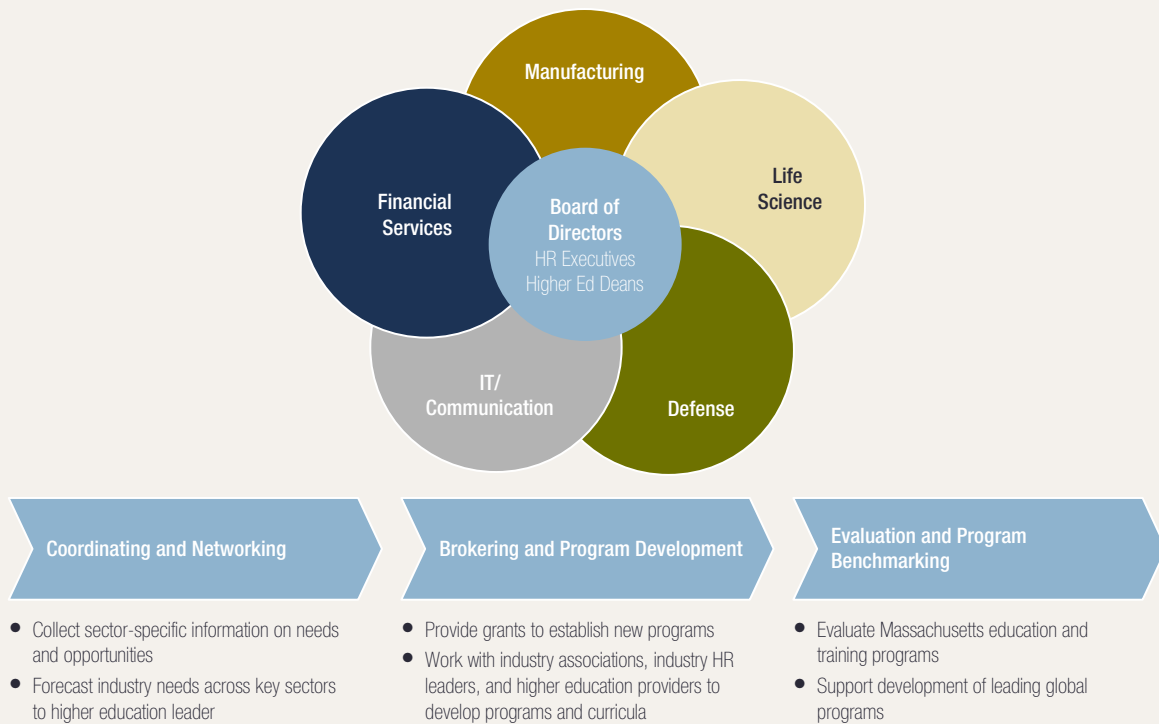 Manufacturing
Life
Science
Financial
Services
Board of
Directors
HR Executives
Higher Ed Deans
IT/
Communication
Defense
Coordinating and Networking
• Collect sector-specific information on needs
and opportunities
• Forecast industry needs across key sectors
to higher education leader
Brokering and Program Development
• Provide grants to establish new programs
• Work with industry associations, industry HR
leaders, and higher education providers to
develop programs and curricula
Evaluation and Program
Benchmarking
• Evaluate Massachusetts education and
training programs
• Support development of leading global
programs